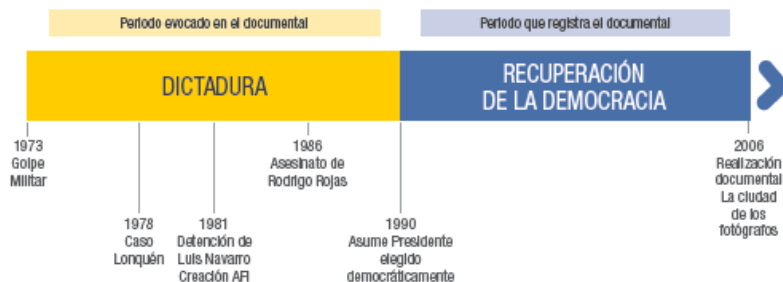 Periodo evocado en el documental
Periodo que registra el documental
DICTADURA
RECUPERACIÓN
DE LA DEMOCRACIA
1973
Golpe
Militar
1978
Caso
Lonquén
1981
Detención de
Luis Navarro
Creación AFI
1986
Asesinato de
Rodrigo Rojas
1990
Asume Presidente
elegido
democráticamente
2006
Realización
documental
La ciudad
de los
fotógrafos